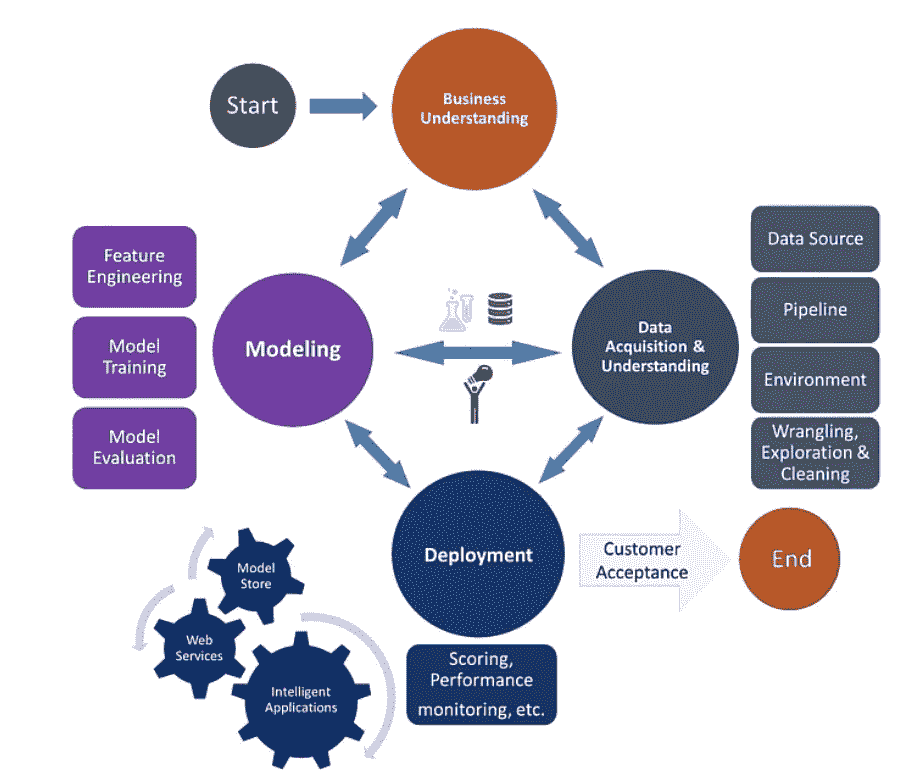 Start
Business
Understanding
Feature
Engineering
Model
Training
Model
Evaluation
Modeling
Data
Acquisition &
Understanding
Data Source
Pipeline
Environment
Wrangling,
Exploration &
Cleaning
Deployment
Customer
Acceptance
End
Model
Store
Web
Services
Intelligent
Applications
Scoring,
Performance
monitoring, etc.